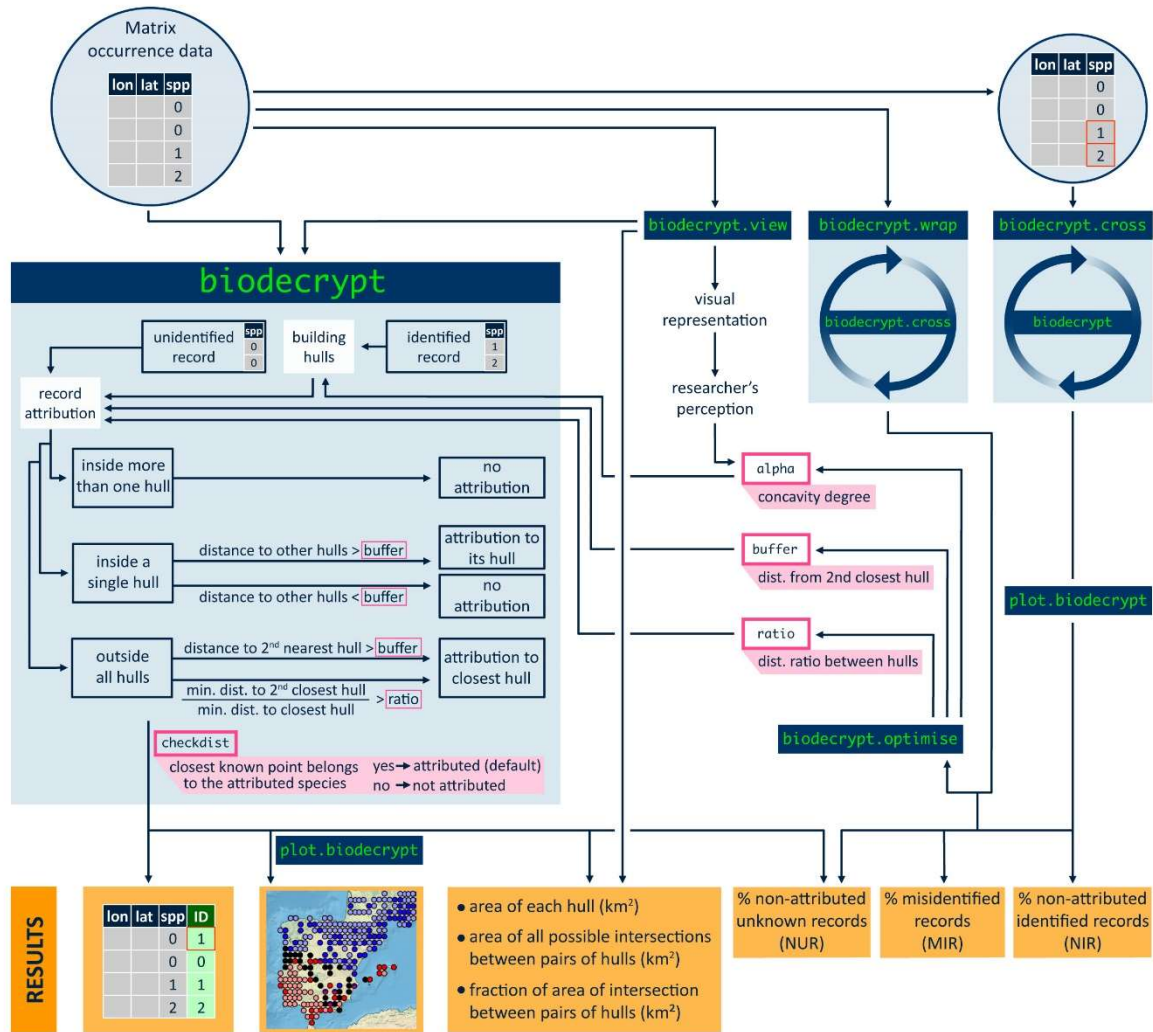 Matrix
occurrence data
lon lat spp
0
0
1
2
lon lat spp
0
0
1
2
biodecrypt.view
biodecrypt.wrap
biodecrypt.cross
biodecrypt.cross
biodecrypt
biodecrypt
unidentified
record
spp
0
0
building
hulls
identified
record
spp
1
2
record
attribution
inside more
than one hull
no
attribution
inside a
single hull
distance to other hulls > buffer
attribution to
its hull
distance to other hulls < buffer
no
attribution
outside
all hulls
distance to 2nd nearest hull > buffer
min. dist. to 2nd closest hull
min. dist. to closest hull
> ratio
attribution to
closest hull
checkdist
closest known point belongs
to the attributed species
yes → attributed (default)
no → not attributed
visual
representation
researcher's
perception
alpha
concavity degree
buffer
dist. from 2nd closest hull
ratio
dist. ratio between hulls
biodecrypt.optimise
plot.biodecrypt
plot.biodecrypt
RESULTS
lon lat spp ID
0 1
0 0
1 1
2 2
• area of each hull (km²)
• area of all possible intersections
between pairs of hulls (km²)
• fraction of area of intersection
between pairs of hulls (km²)
% non-attributed
unknown records
(NUR)
% misidentified
records
(MIR)
% non-attributed
identified records
(NIR)